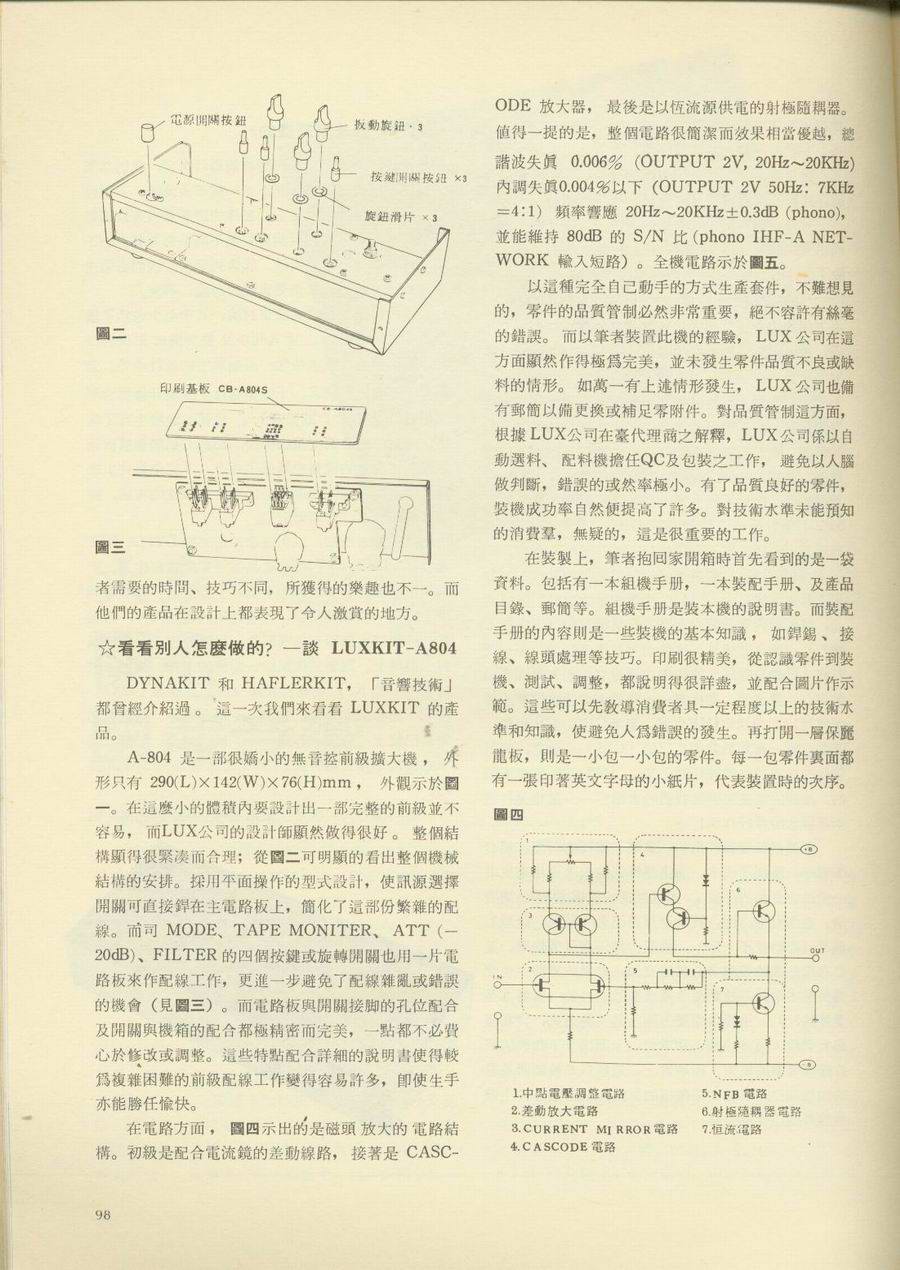 電源開關按鈕
扳動旋鈕·3
按鍵開關按鈕 ×3
旋鈕滑片 ×3
圖二
印刷基板 CB-A804S
CB-A804S
圖三
者需要的時間、技巧不同，所獲得的樂趣也不一。而
他們的產品在設計上都表現了令人激賞的地方。
☆看看別人怎麼做的？—談 LUXKIT-A804
DYNAKIT 和 HAFLERKIT，「音響技術」
都曾經介紹過。這一次我們來看看 LUXKIT 的產
品。
A-804 是一部很嬌小的無音控前級擴大機，外
形只有 290(L)×142(W)×76(H)mm，外觀示於圖
一。在這麼小的體積內要設計出一部完整的前級並不
容易，而LUX公司的設計師顯然做得很好。整個結
構顯得很緊湊而合理；從圖二可明顯的看出整個機械
結構的安排。採用平面操作的型式設計，使訊源選擇
開關可直接銲在主電路板上，簡化了這部份繁雜的配
線。而司 MODE、TAPE MONITER、ATT (—
20dB)、FILTER 的四個按鍵或旋轉開關也用一片電
路板來作配線工作，更進一步避免了配線雜亂或錯誤
的機會（見圖三）。而電路板與開關接脚的孔位配合
及開關與機箱的配合都極精密而完美，一點都不必費
心於修改或調整。這些特點配合詳細的說明書使得較
爲複雜困難的前級配線工作變得容易許多，卽使生手
亦能勝任愉快。
在電路方面，圖四示出的是磁頭放大的電路結
構。初級是配合電流鏡的差動線路，接著是 CASC-
98
ODE 放大器，最後是以恆流源供電的射極隨耦器。
値得一提的是，整個電路很簡潔而效果相當優越，總
諧波失眞 0.006% (OUTPUT 2V, 20Hz～20KHz)
內調失眞0.004%以下 (OUTPUT 2V 50Hz：7KHz
=4:1) 頻率響應 20Hz～20KHz±0.3dB (phono),
並能維持 80dB 的 S/N 比 (phono IHF-A NET-
WORK 輸入短路）。全機電路示於圖五。
以這種完全自己動手的方式生產套件，不難想見
的，零件的品質管制必然非常重要，絕不容許有絲毫
的錯誤。而以筆者裝置此機的經驗，LUX 公司在這
方面顯然作得極爲完美，並未發生零件品質不良或缺
料的情形。如萬一有上述情形發生，LUX 公司也備
有郵簡以備更換或補足零附件。對品質管制這方面，
根據 LUX公司在臺代理商之解釋，LUX公司係以自
動選料、配料機擔任QC及包裝之工作，避免以人腦
做判斷，錯誤的或然率極小。有了品質良好的零件，
裝機成功率自然便提高了許多。對技術水準未能預知
的消費羣，無疑的，這是很重要的工作。
在裝製上，筆者抱回家開箱時首先看到的是一袋
資料。包括有一本組機手册，一本裝配手册、及產品
目錄、郵簡等。組機手册是裝本機的說明書。而裝配
手册的內容則是一些裝機的基本知識，如銲錫、接
線、線頭處理等技巧。印刷很精美，從認識零件到裝
機、測試、調整，都說明得很詳盡，並配合圖片作示
範。這些可以先教導消費者具一定程度以上的技術水
準和知識，使避免人爲錯誤的發生。再打開一層保麗
龍板，則是一小包一小包的零件。每一包零件裏面都
有一張印著英文字母的小紙片，代表裝置時的次序。
圖四
1
4
+B
3
6
OUT
2
5
IN
7
-B
1.中點電壓調整電路
2.差動放大電路
3.CURRENT MIRROR電路
4.CASCODE電路
5.NFB電路
6.射極隨耦器電路
7.恒流電路